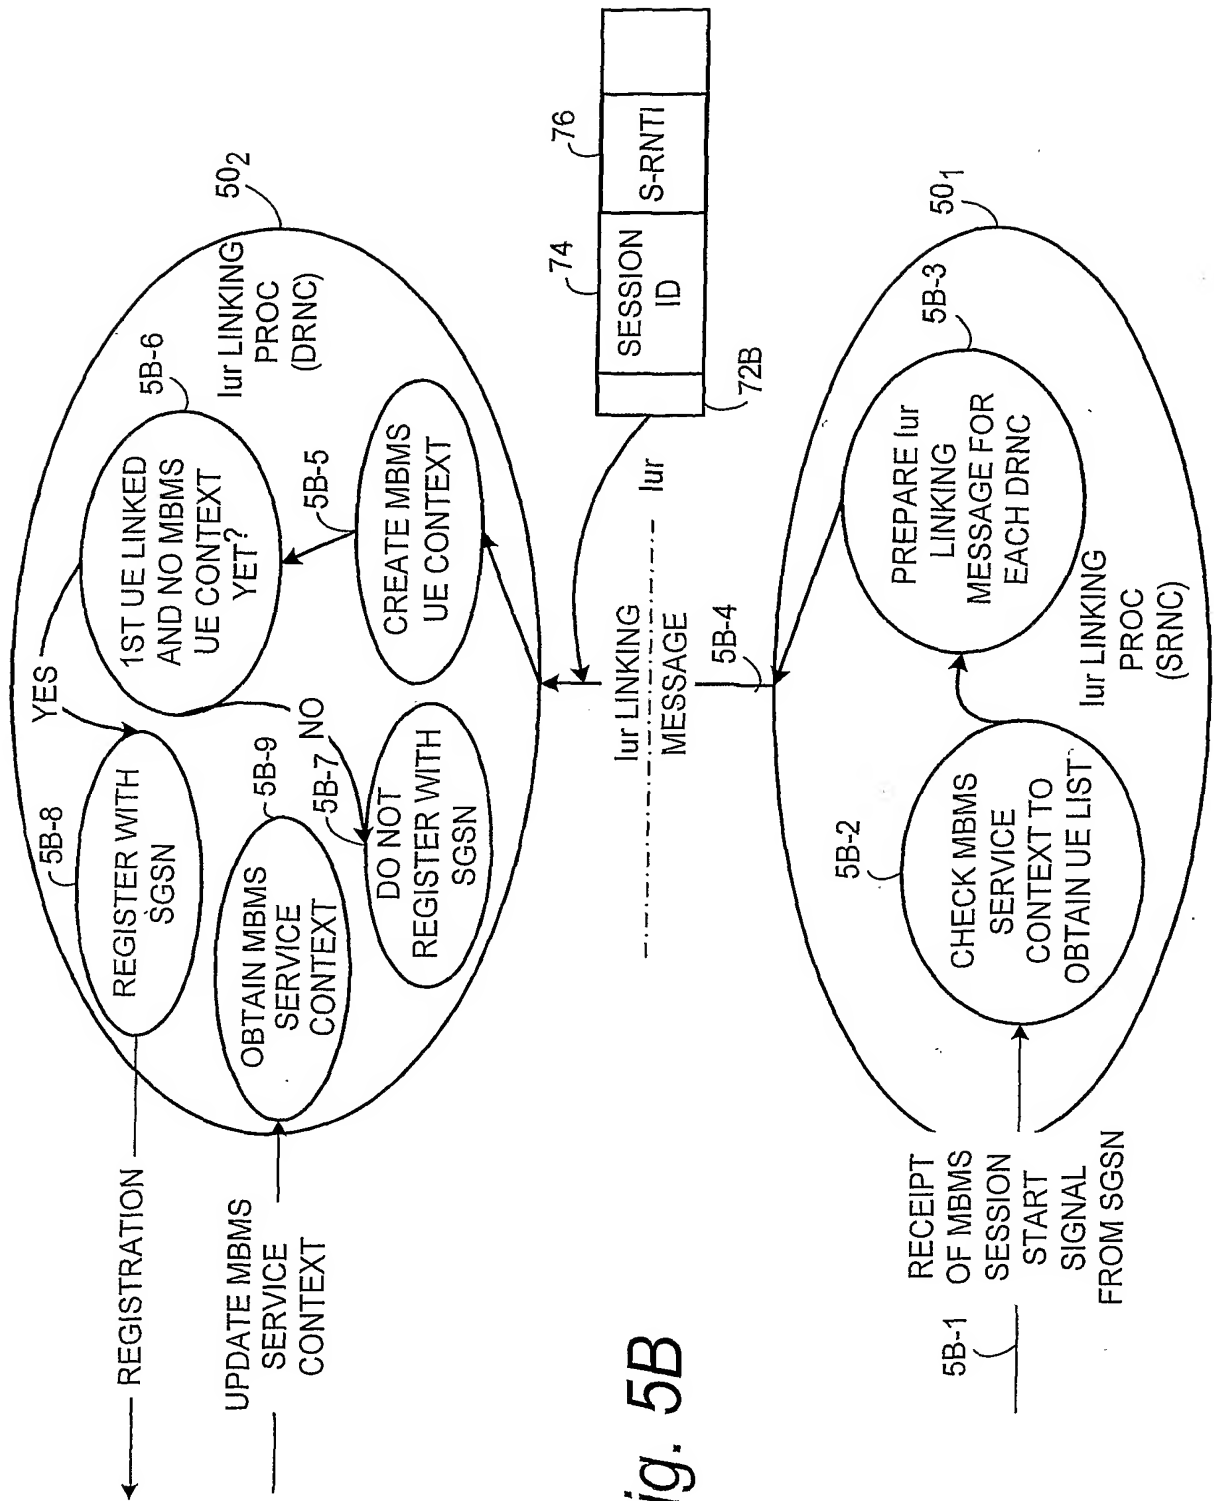 REGISTRATION
UPDATE MBMS
SERVICE
CONTEXT
5B-8
REGISTER WITH
SGSN
YES
5B-6
1ST UE LINKED
AND NO MBMS
UE CONTEXT
YET?
502
Iur LINKING
PROC
(DRNC)
5B-9
OBTAIN MBMS
SERVICE
CONTEXT
NO
5B-5
CREATE MBMS
UE CONTEXT
5B-7
DO NOT
REGISTER WITH
SGSN
Iur LINKING
MESSAGE
Iur
5B-4
74
76
SESSION
ID
S-RNTI
72B
5B-1
RECEIPT
OF MBMS
SESSION
START
SIGNAL
FROM SGSN
5B-2
CHECK MBMS
SERVICE
CONTEXT TO
OBTAIN UE LIST
5B-3
PREPARE Iur
LINKING
MESSAGE FOR
EACH DRNC
501
Iur LINKING
PROC
(SRNC)
ig. 5B